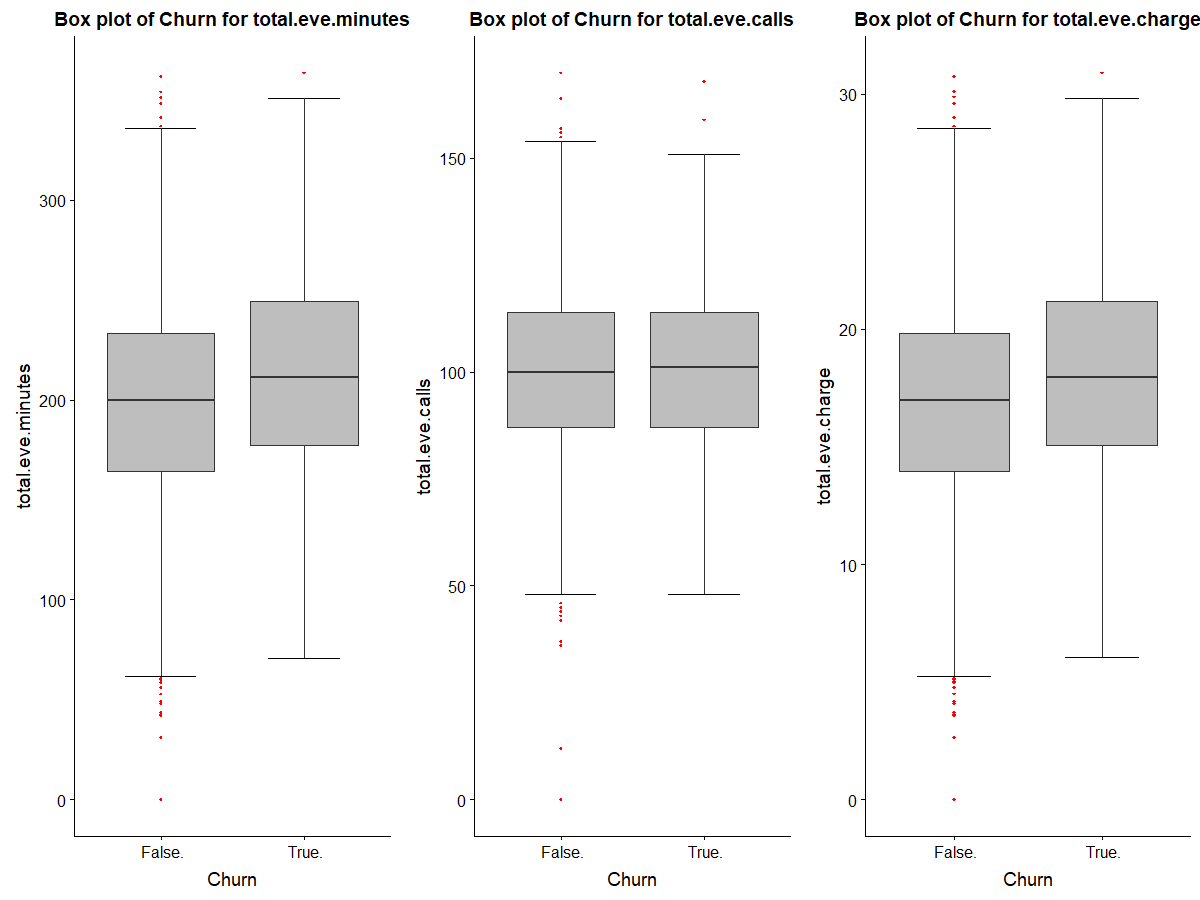 Box plot of Churn for total.eve.minutes
total.eve.minutes
300
200
100
0
False.
True.
Churn
Box plot of Churn for total.eve.calls
total.eve.calls
150
100
50
0
False.
True.
Churn
Box plot of Churn for total.eve.charge
total.eve.charge
30
20
10
0
False.
True.
Churn